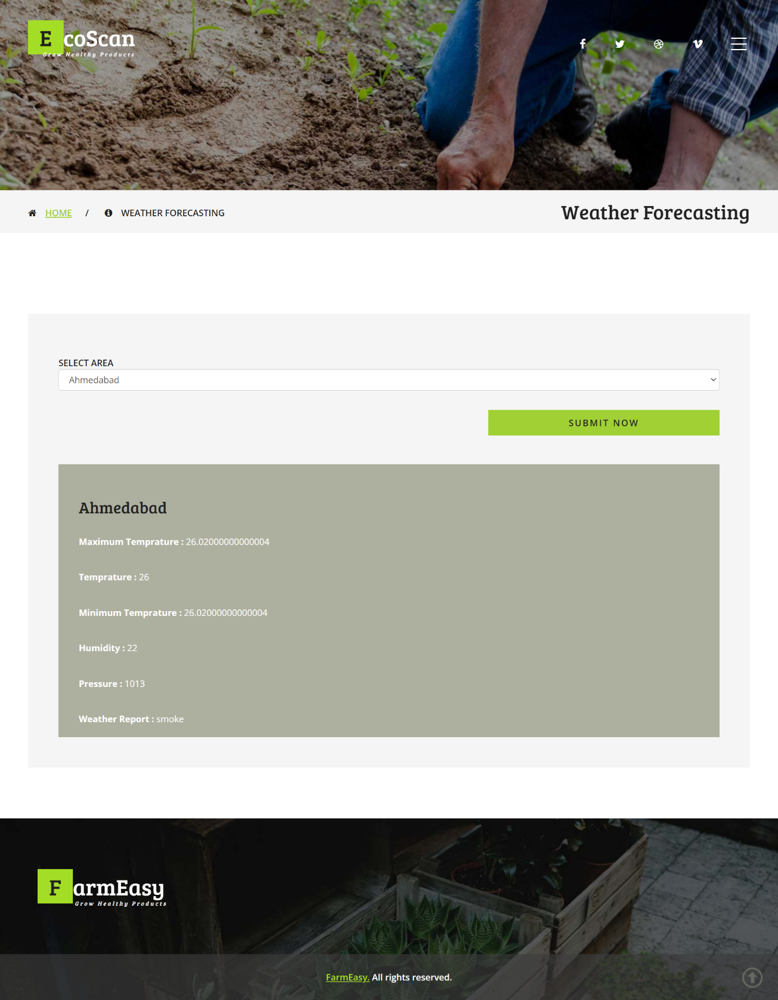 EcoScan
Grow Healthy Products
HOME / WEATHER FORECASTING
Weather Forecasting
SELECT AREA
Ahmedabad
SUBMIT NOW
Ahmedabad
Maximum Temprature : 26.02000000000004
Temprature : 26
Minimum Temprature : 26.02000000000004
Humidity : 22
Pressure : 1013
Weather Report : smoke
FarmEasy
Grow Healthy Products
FarmEasy. All rights reserved.